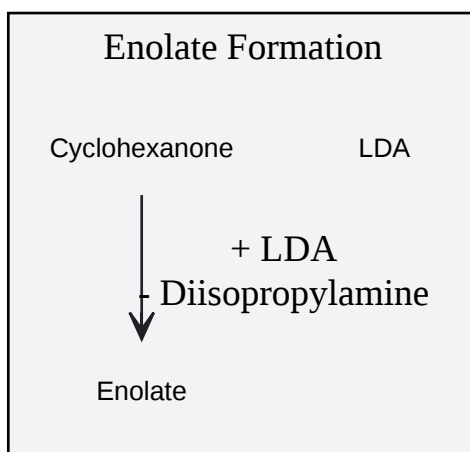 Enolate Formation
Cyclohexanone LDA
+ LDA
- Diisopropylamine
Enolate